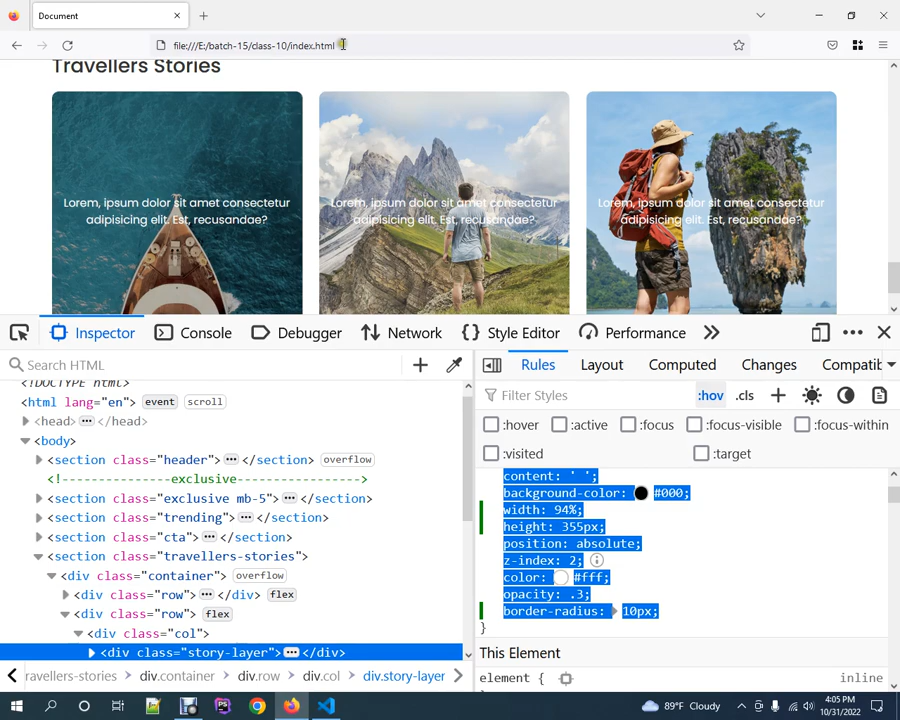 Document
file:///E:/batch-15/class-10/index.html
Travellers Stories
Lorem, ipsum dolor sit amet consectetur
adipisicing elit. Est, recusandae?
Lorem, ipsum dolor sit amet consectetur
adipisicing elit. Est, recusandae?
Lorem, ipsum dolor sit amet consectetur
adipisicing elit. Est, recusandae?
Inspector Console Debugger Network Style Editor Performance
Search HTML
Rules Layout Computed Changes Compatib
Filter Styles :hov .cls
:hover :active :focus :focus-visible :focus-within
:visited :target
<!DOCTYPE html>
<html lang="en"> event scroll
<head> </head>
<body>
<section class="header"> </section> overflow
<!--------------exclusive---------------->
<section class="exclusive mb-5"> </section>
<section class="trending"> </section>
<section class="cta"> </section>
<section class="travellers-stories">
<div class="container"> overflow
<div class="row"> </div> flex
<div class="row"> flex
<div class="col">
<div class="story-layer"> </div>
content: ' ';
background-color: #000;
width: 94%;
height: 355px;
position: absolute;
z-index: 2;
color: #fff;
opacity: .3;
border-radius: 10px;
}
This Element
element { inline
ravellers-stories div.container div.row div.col div.story-layer
89°F Cloudy
4:05 PM
10/31/2022